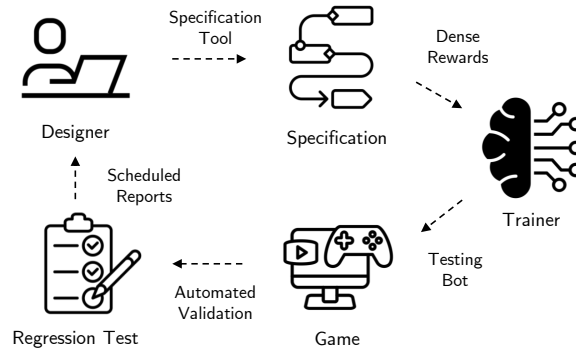 Specification
Tool
Dense
Rewards
Designer
Specification
Scheduled
Reports
Trainer
Testing
Bot
Automated
Validation
Regression Test
Game